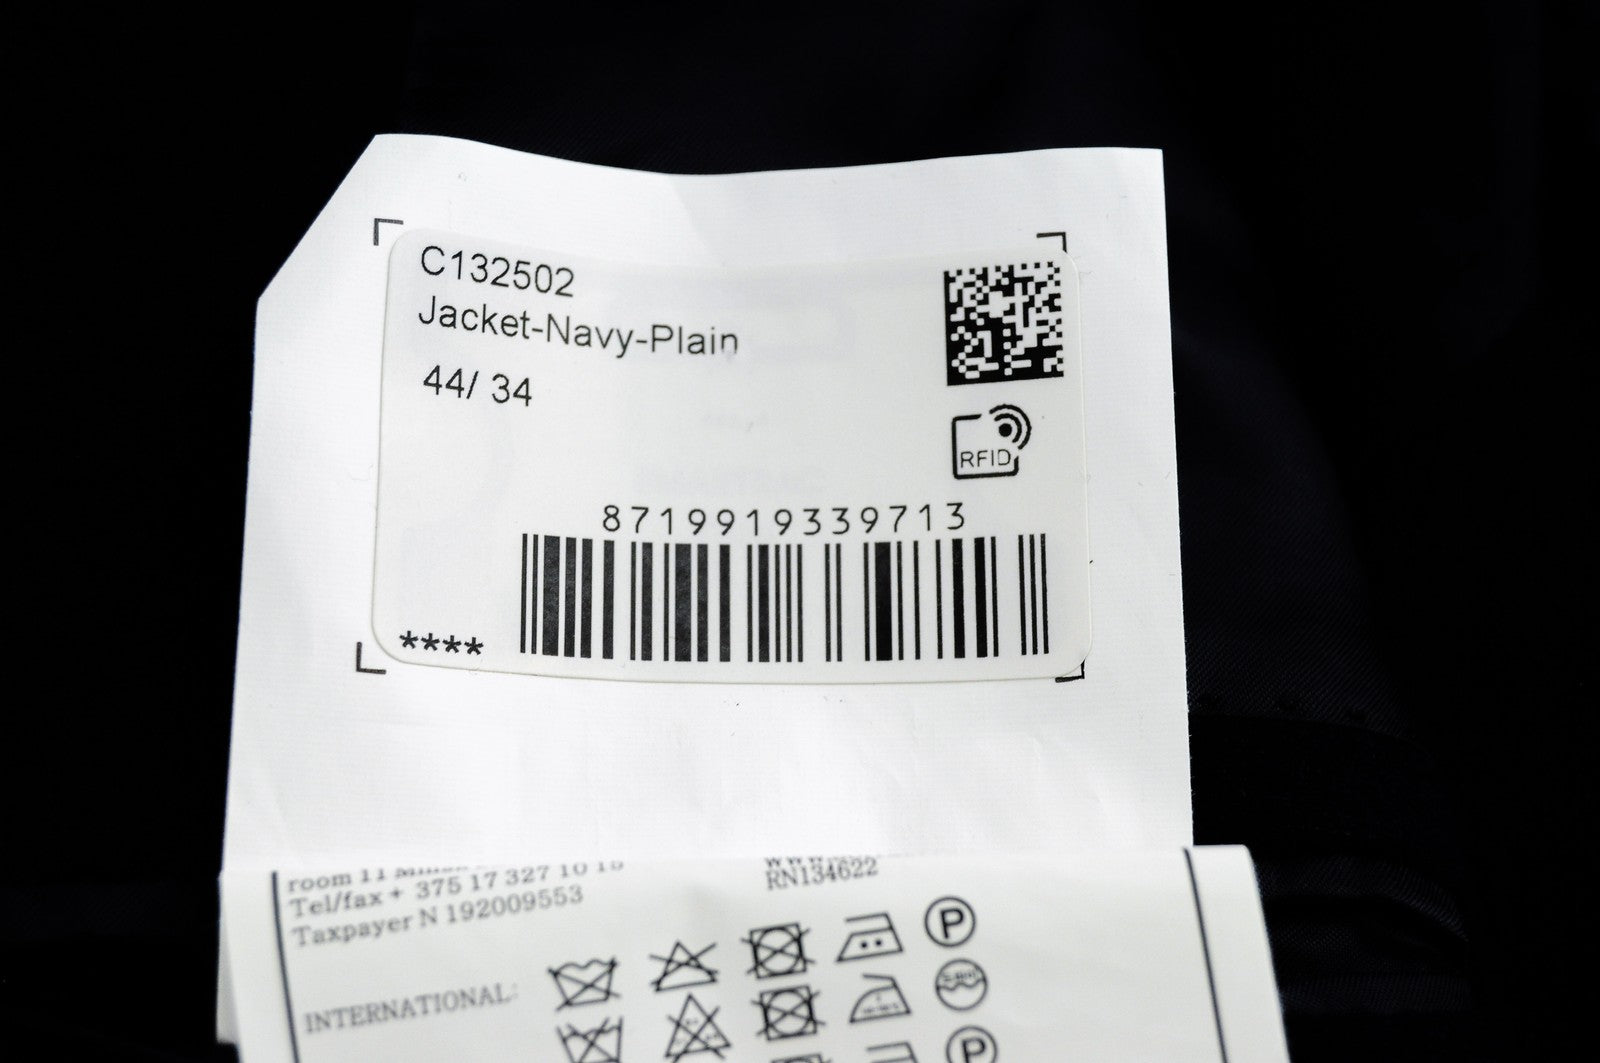 C132502
Jacket-Navy-Plain
44/ 34
RFID
8719919339713
****
room 11
Tel/fax + 375 17 327 10 15
RN134622
Taxpayer N 192009553
INTERNATIONAL:
P
P